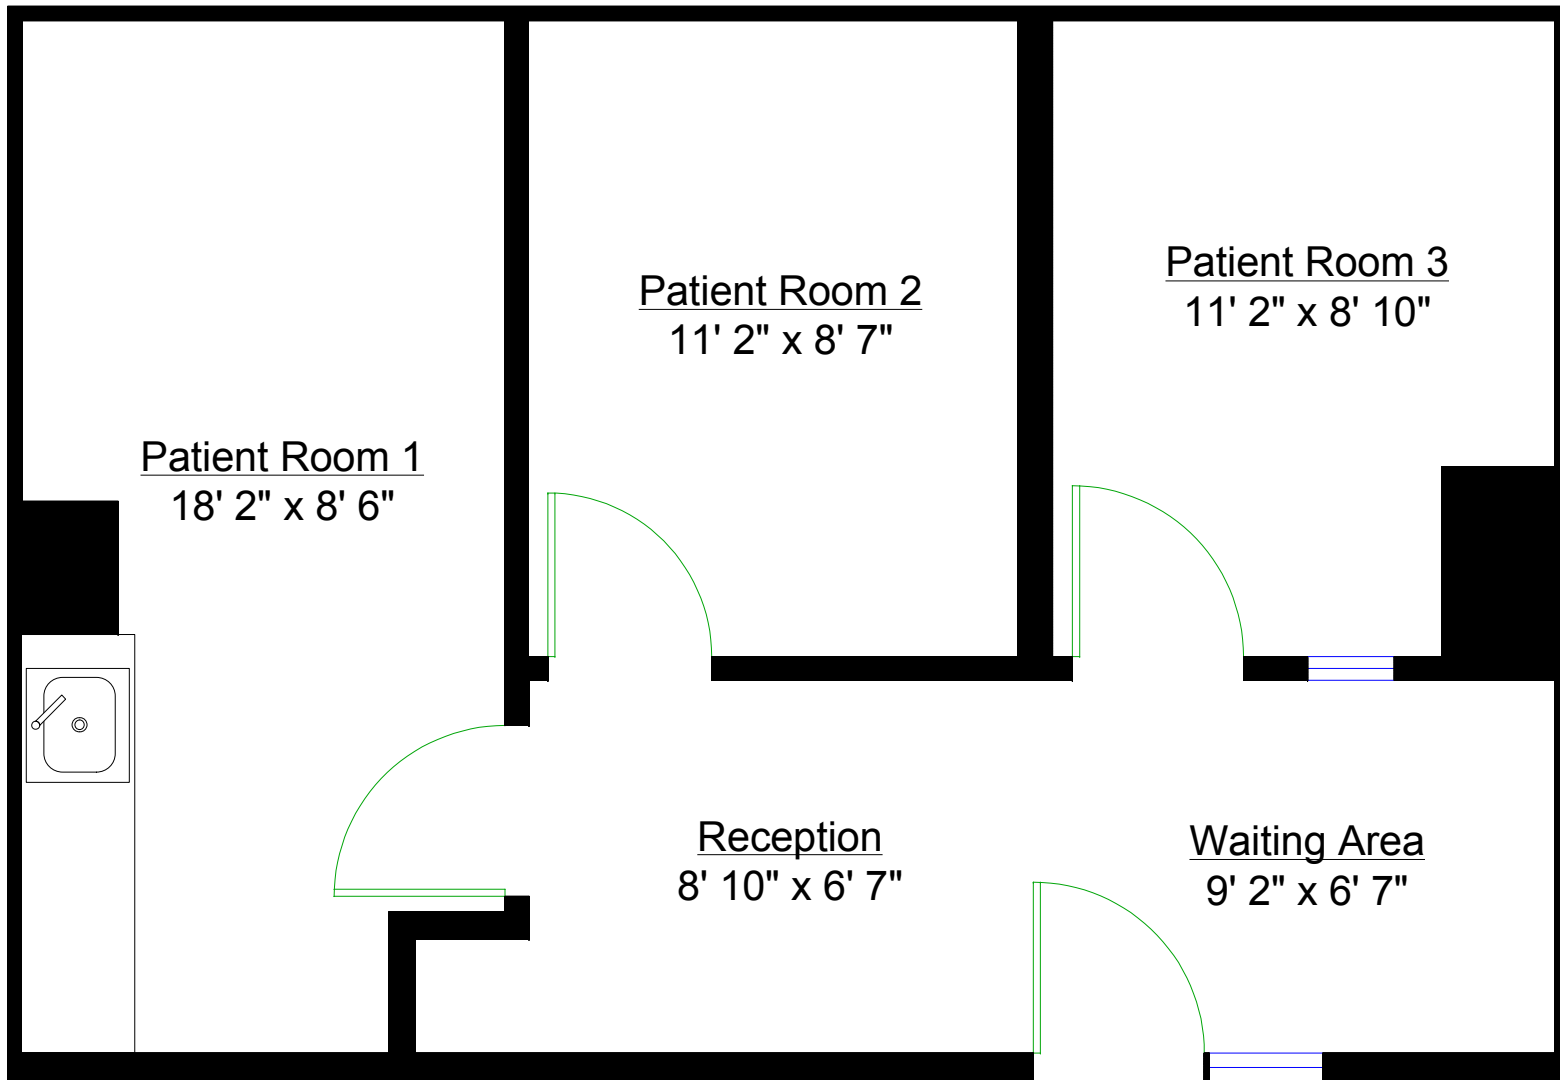 Patient Room 1
18' 2" x 8' 6"
Patient Room 2
11' 2" x 8' 7"
Patient Room 3
11' 2" x 8' 10"
Reception
8' 10" x 6' 7"
Waiting Area
9' 2" x 6' 7"